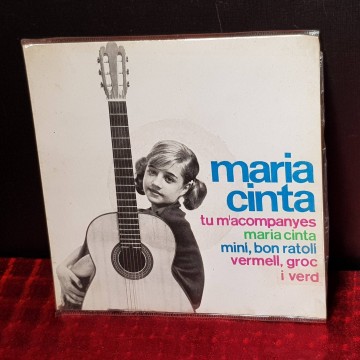 maria
cinta
tu m'acompanyes
maria cinta
mini, bon ratolí
vermell, groc
i verd